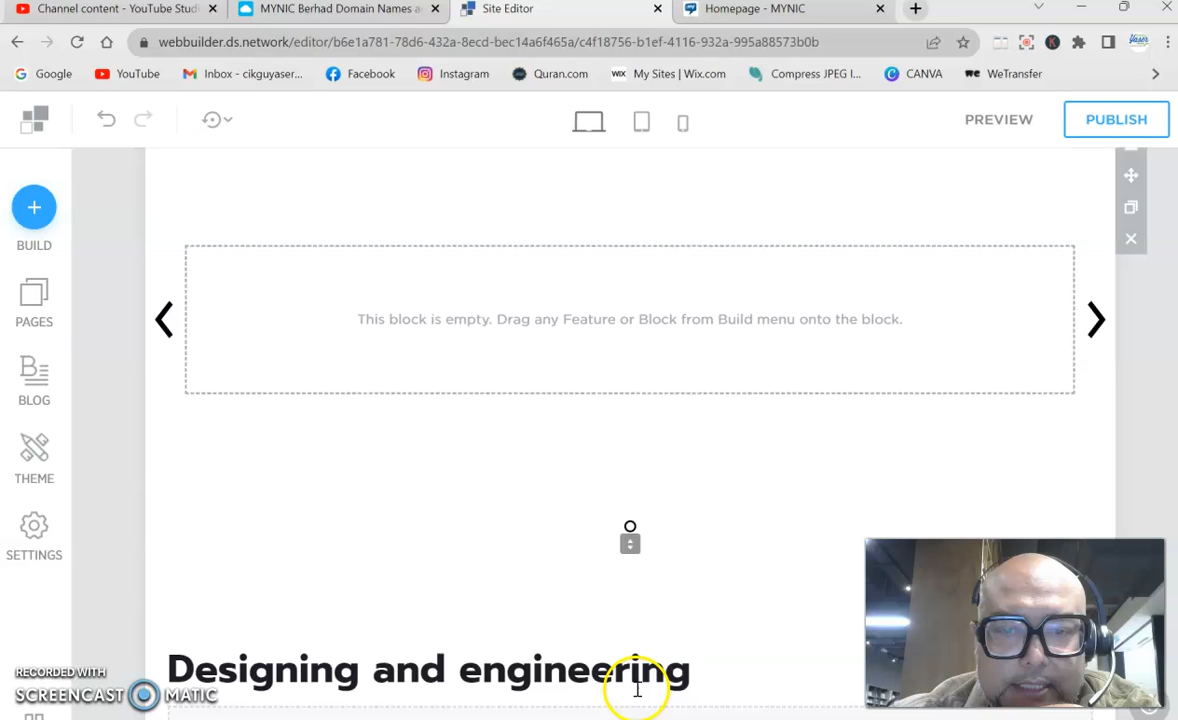 Channel content - YouTube Stud
MYNIC Berhad Domain Names a
Site Editor
Homepage - MYNIC
webbuilder.ds.network/editor/b6e1a781-78d6-432a-8ecd-bec14a6f465a/c4f18756-b1ef-4116-932a-995a88573b0b
Google
YouTube
Inbox - cikguyaser...
Facebook
Instagram
Quran.com
WIX My Sites | Wix.com
Compress JPEG I...
CANVA
we WeTransfer
PREVIEW
PUBLISH
BUILD
PAGES
BLOG
THEME
SETTINGS
This block is empty. Drag any Feature or Block from Build menu onto the block.
Designing and engineering
RECORDED WITH
SCREENCAST MATIC